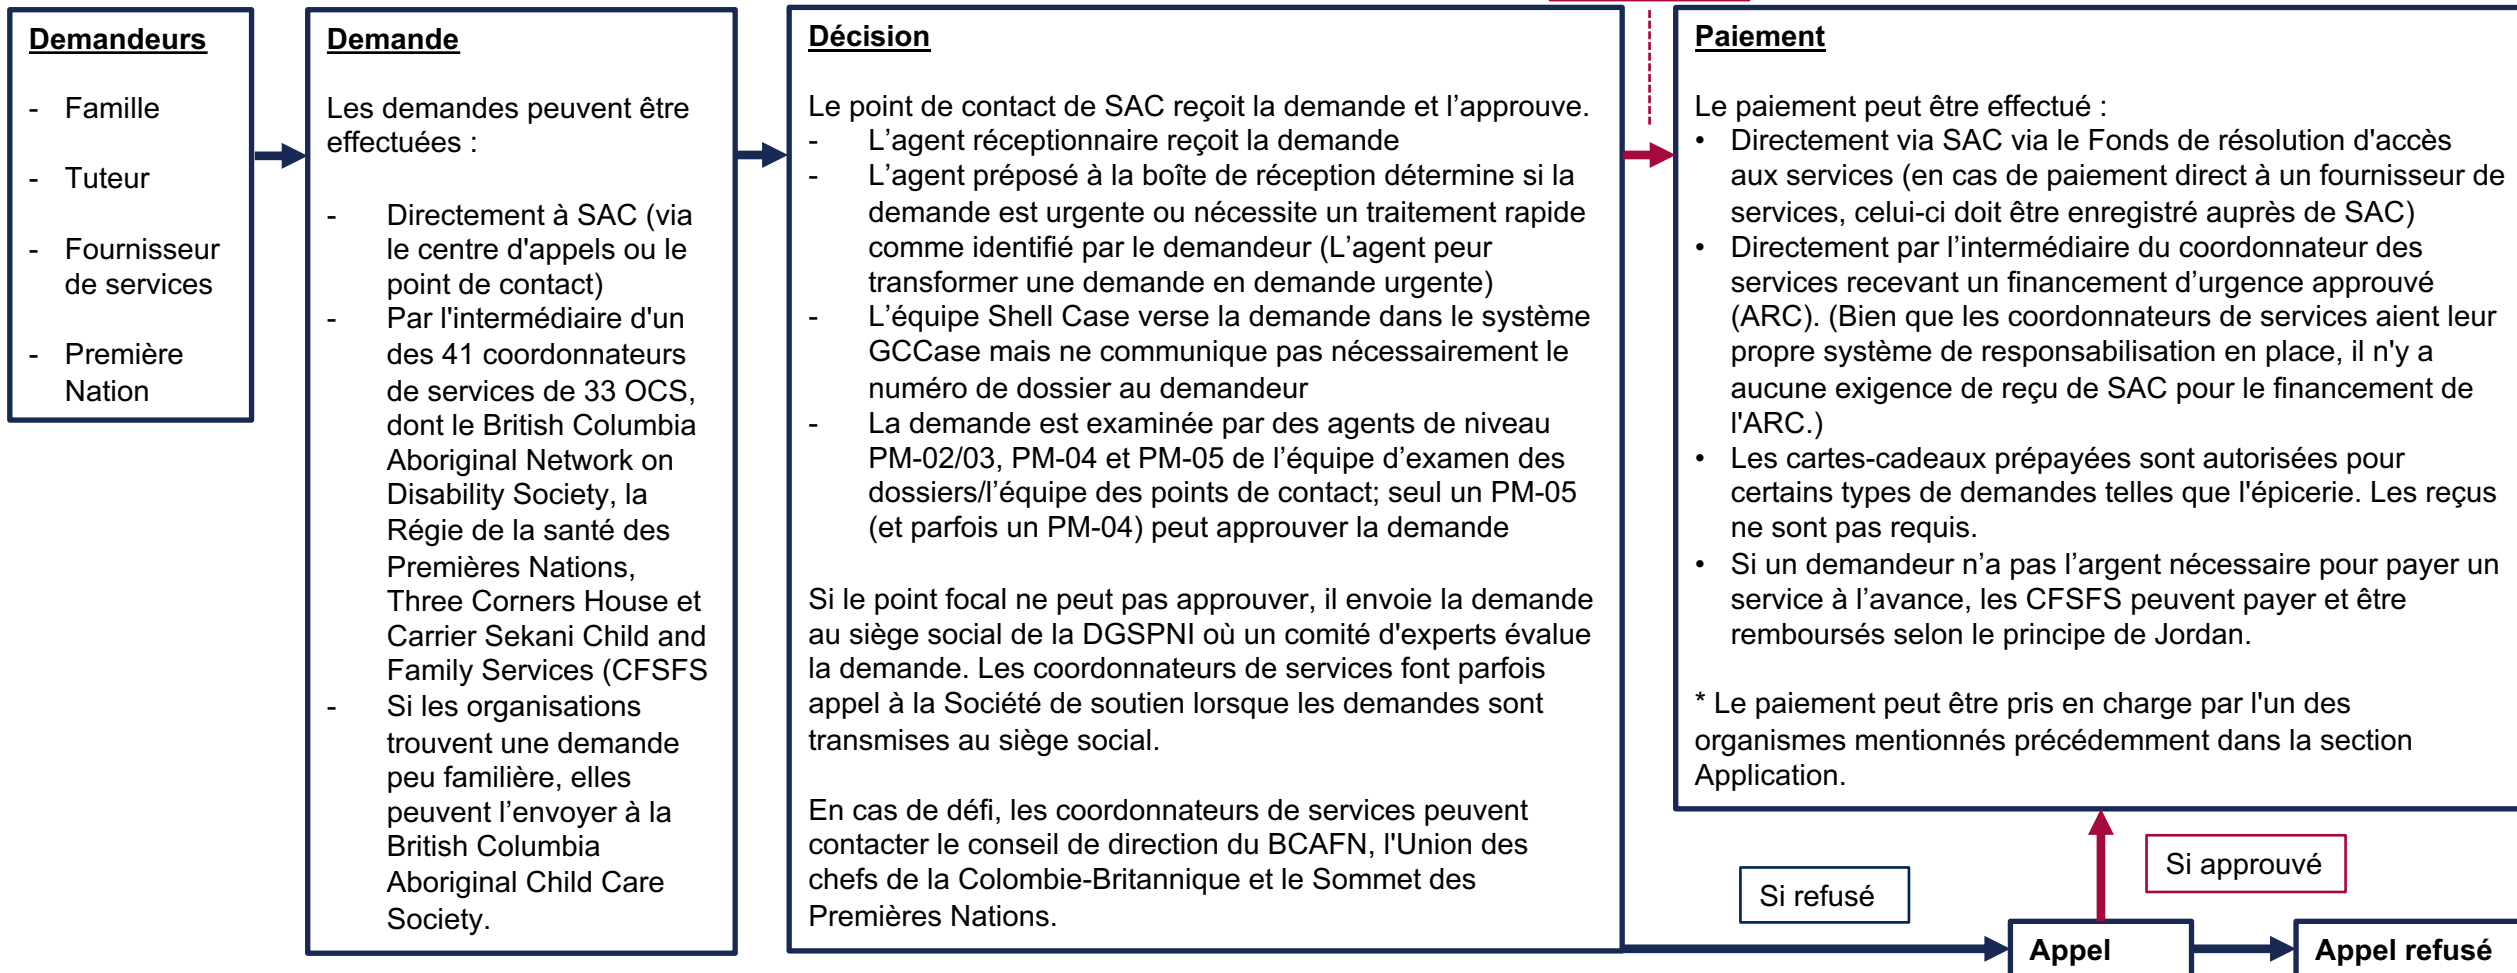 Demandeurs
- Famille
- Tuteur
- Fournisseur
de services
- Première
Nation
Demande
Les demandes peuvent être
effectuées :
- Directement à SAC (via
le centre d'appels ou le
point de contact)
- Par l'intermédiaire d'un
des 41 coordonnateurs
de services de 33 OCS,
dont le British Columbia
Aboriginal Network on
Disability Society, la
Régie de la santé des
Premières Nations,
Three Corners House et
Carrier Sekani Child and
Family Services (CFSFS
- Si les organisations
trouvent une demande
peu familière, elles
peuvent l’envoyer à la
British Columbia
Aboriginal Child Care
Society.
Décision
Le point de contact de SAC reçoit la demande et l’approuve.
- L’agent réceptionnaire reçoit la demande
- L’agent préposé à la boîte de réception détermine si la
demande est urgente ou nécessite un traitement rapide
comme identifié par le demandeur (L’agent peur
transformer une demande en demande urgente)
- L’équipe Shell Case verse la demande dans le système
GCCase mais ne communique pas nécessairement le
numéro de dossier au demandeur
- La demande est examinée par des agents de niveau
PM-02/03, PM-04 et PM-05 de l’équipe d’examen des
dossiers/l’équipe des points de contact; seul un PM-05
(et parfois un PM-04) peut approuver la demande
Si le point focal ne peut pas approuver, il envoie la demande
au siège social de la DGSPNI où un comité d'experts évalue
la demande. Les coordonnateurs de services font parfois
appel à la Société de soutien lorsque les demandes sont
transmises au siège social.
En cas de défi, les coordonnateurs de services peuvent
contacter le conseil de direction du BCAFN, l'Union des
chefs de la Colombie-Britannique et le Sommet des
Premières Nations.
Paiement
Le paiement peut être effectué :
• Directement via SAC via le Fonds de résolution d'accès
aux services (en cas de paiement direct à un fournisseur de
services, celui-ci doit être enregistré auprès de SAC)
• Directement par l’intermédiaire du coordonnateur des
services recevant un financement d’urgence approuvé
(ARC). (Bien que les coordonnateurs de services aient leur
propre système de responsabilisation en place, il n'y a
aucune exigence de reçu de SAC pour le financement de
l'ARC.)
• Les cartes-cadeaux prépayées sont autorisées pour
certains types de demandes telles que l'épicerie. Les reçus
ne sont pas requis.
• Si un demandeur n’a pas l’argent nécessaire pour payer un
service à l’avance, les CFSFS peuvent payer et être
remboursés selon le principe de Jordan.
* Le paiement peut être pris en charge par l'un des
organismes mentionnés précédemment dans la section
Application.
Si refusé
Si approuvé
Appel
Appel refusé